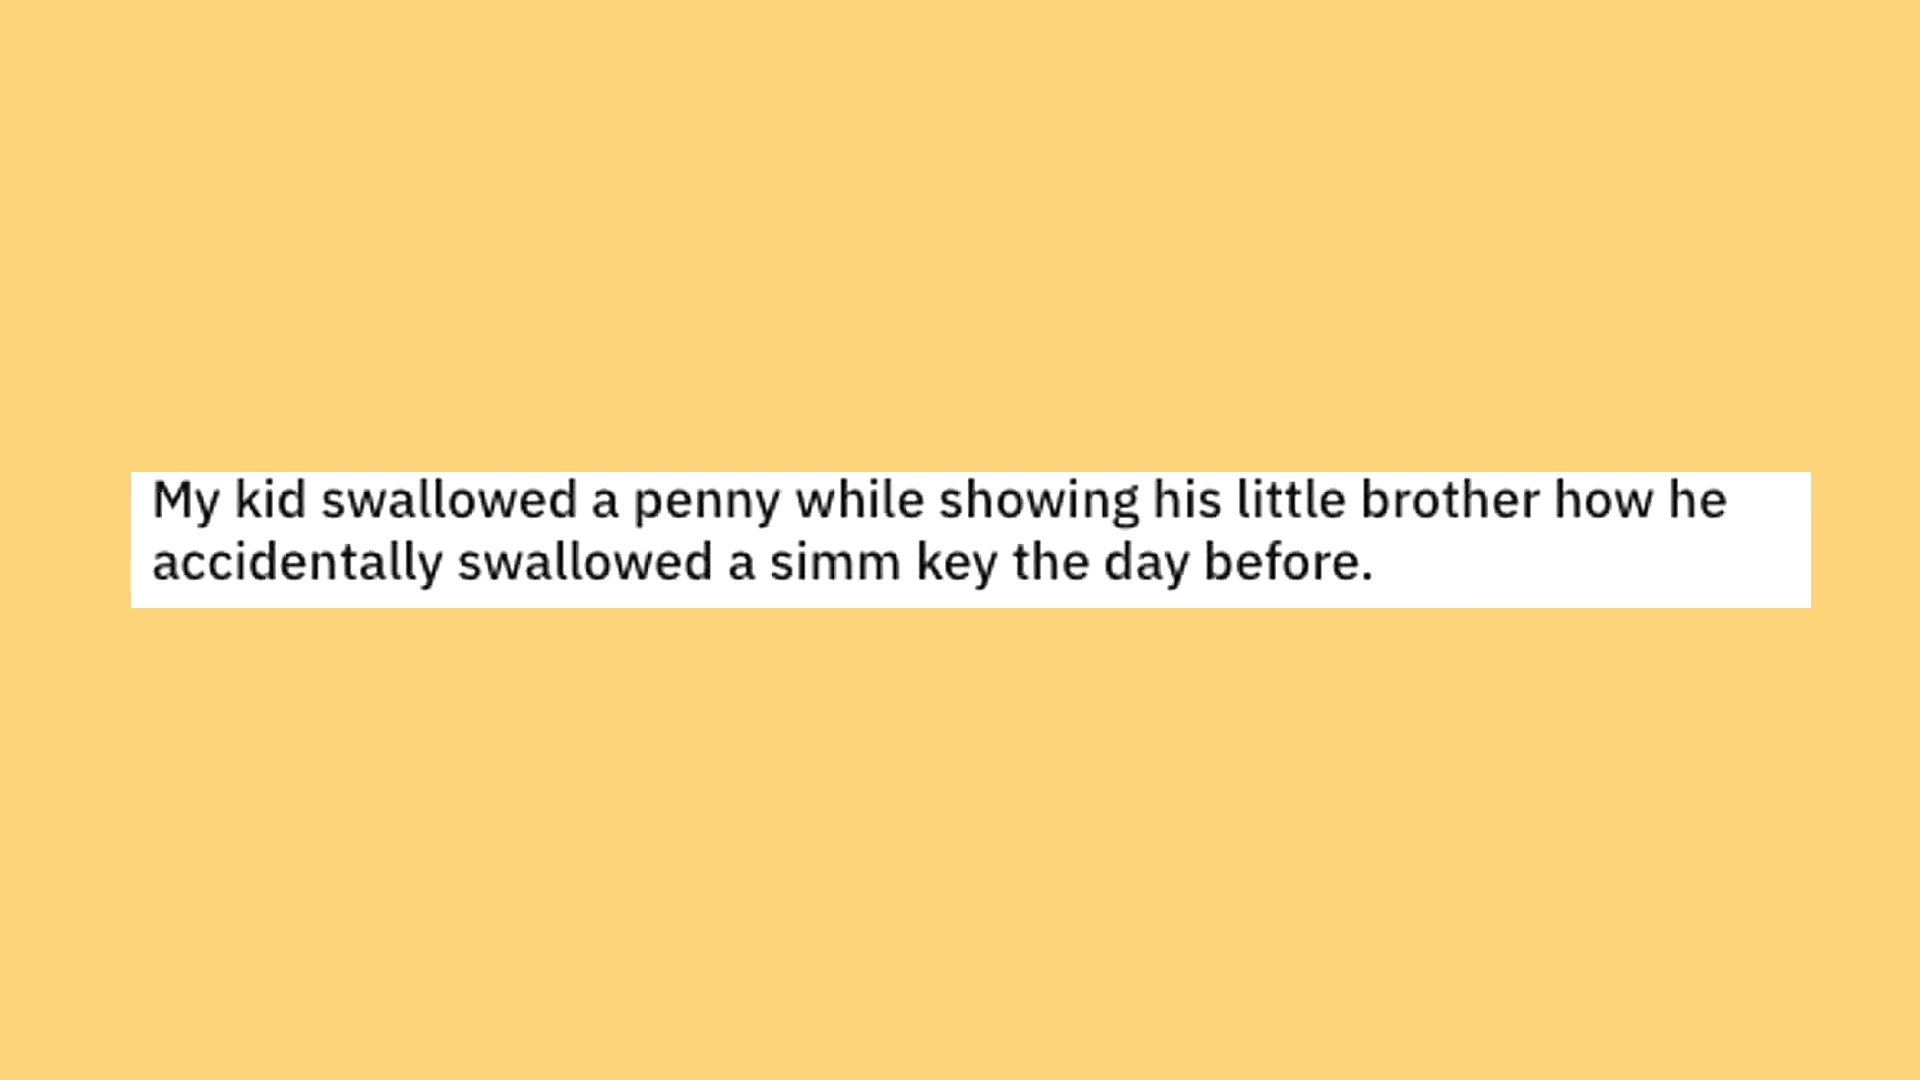 My kid swallowed a penny while showing his little brother how he
accidentally swallowed a simm key the day before.